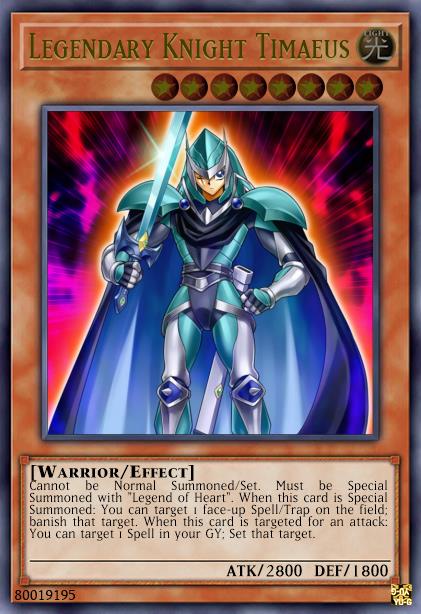 Legendary Knight Timaeus
LIGHT
光
[Warrior/Effect]
Cannot be Normal Summoned/Set. Must be Special
Summoned with "Legend of Heart". When this card is Special
Summoned: You can target 1 face-up Spell/Trap on the field;
banish that target. When this card is targeted for an attack:
You can target 1 Spell in your GY; Set that target.
ATK/2800 DEF/1800
80019195